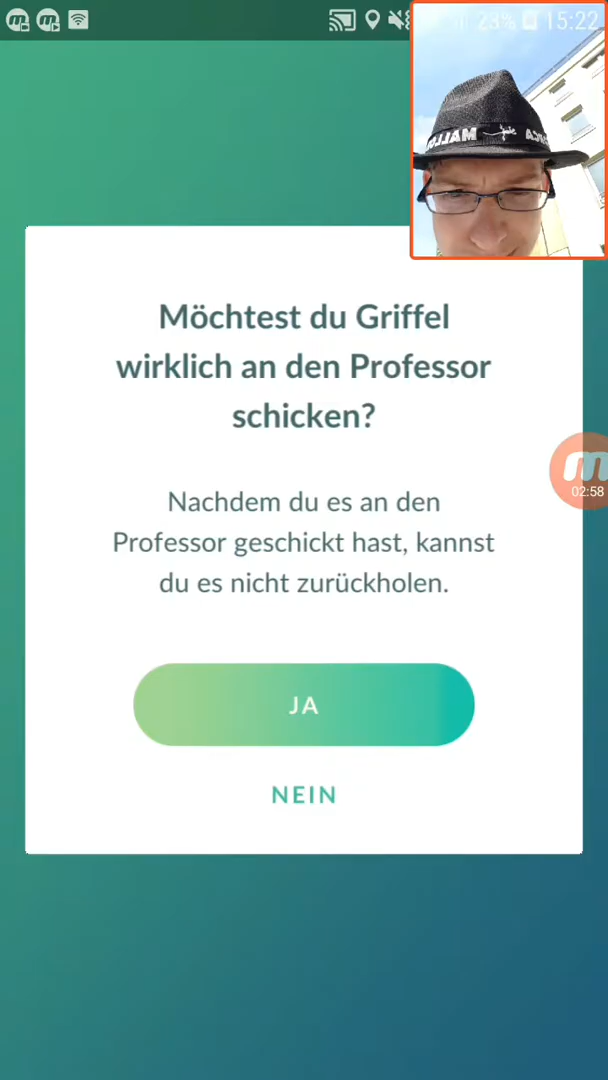 23% 15:22
Möchtest du Griffel
wirklich an den Professor
schicken?
Nachdem du es an den
Professor geschickt hast, kannst
du es nicht zurückholen.
02:58
JA
NEIN